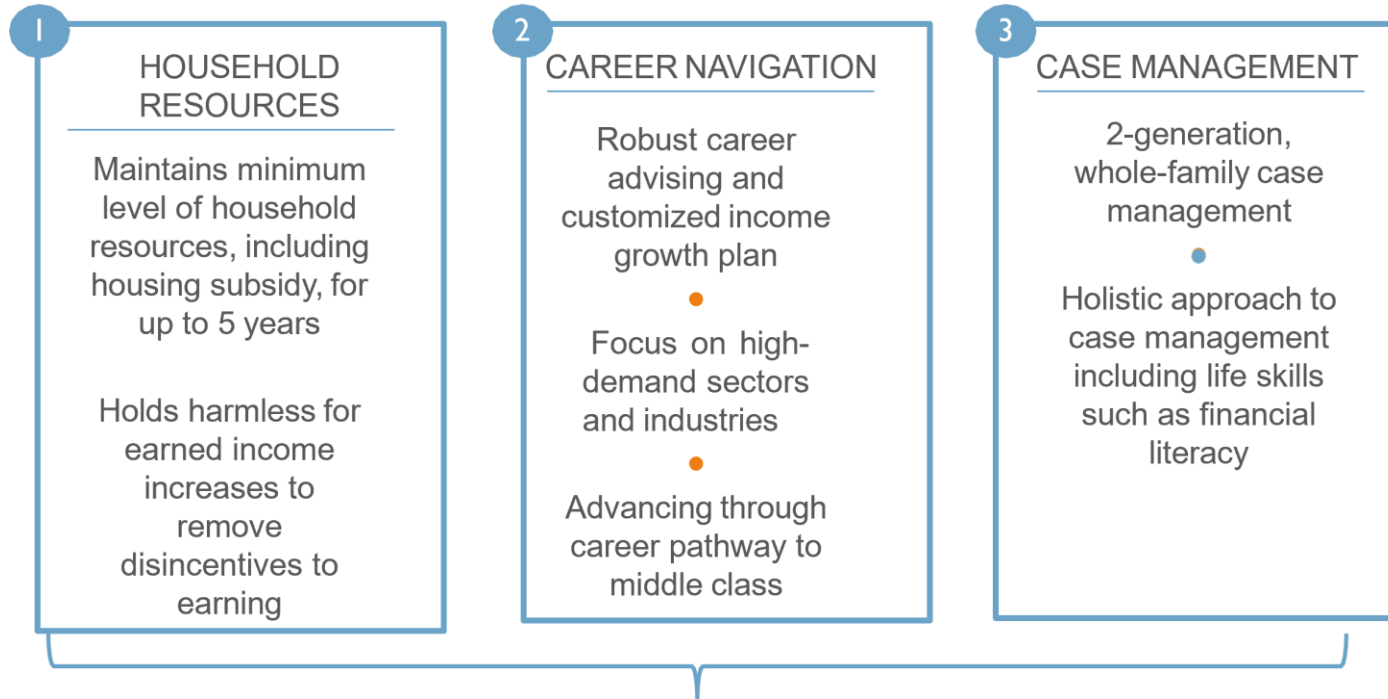 1
HOUSEHOLD
RESOURCES
Maintains minimum
level of household
resources, including
housing subsidy, for
up to 5 years
Holds harmless for
earned income
increases to
remove
disincentives to
earning
2
CAREER NAVIGATION
Robust career
advising and
customized income
growth plan
Focus on high-
demand sectors
and industries
Advancing through
career pathway to
middle class
3
CASE MANAGEMENT
2-generation,
whole-family case
management
Holistic approach to
case management
including life skills
such as financial
literacy